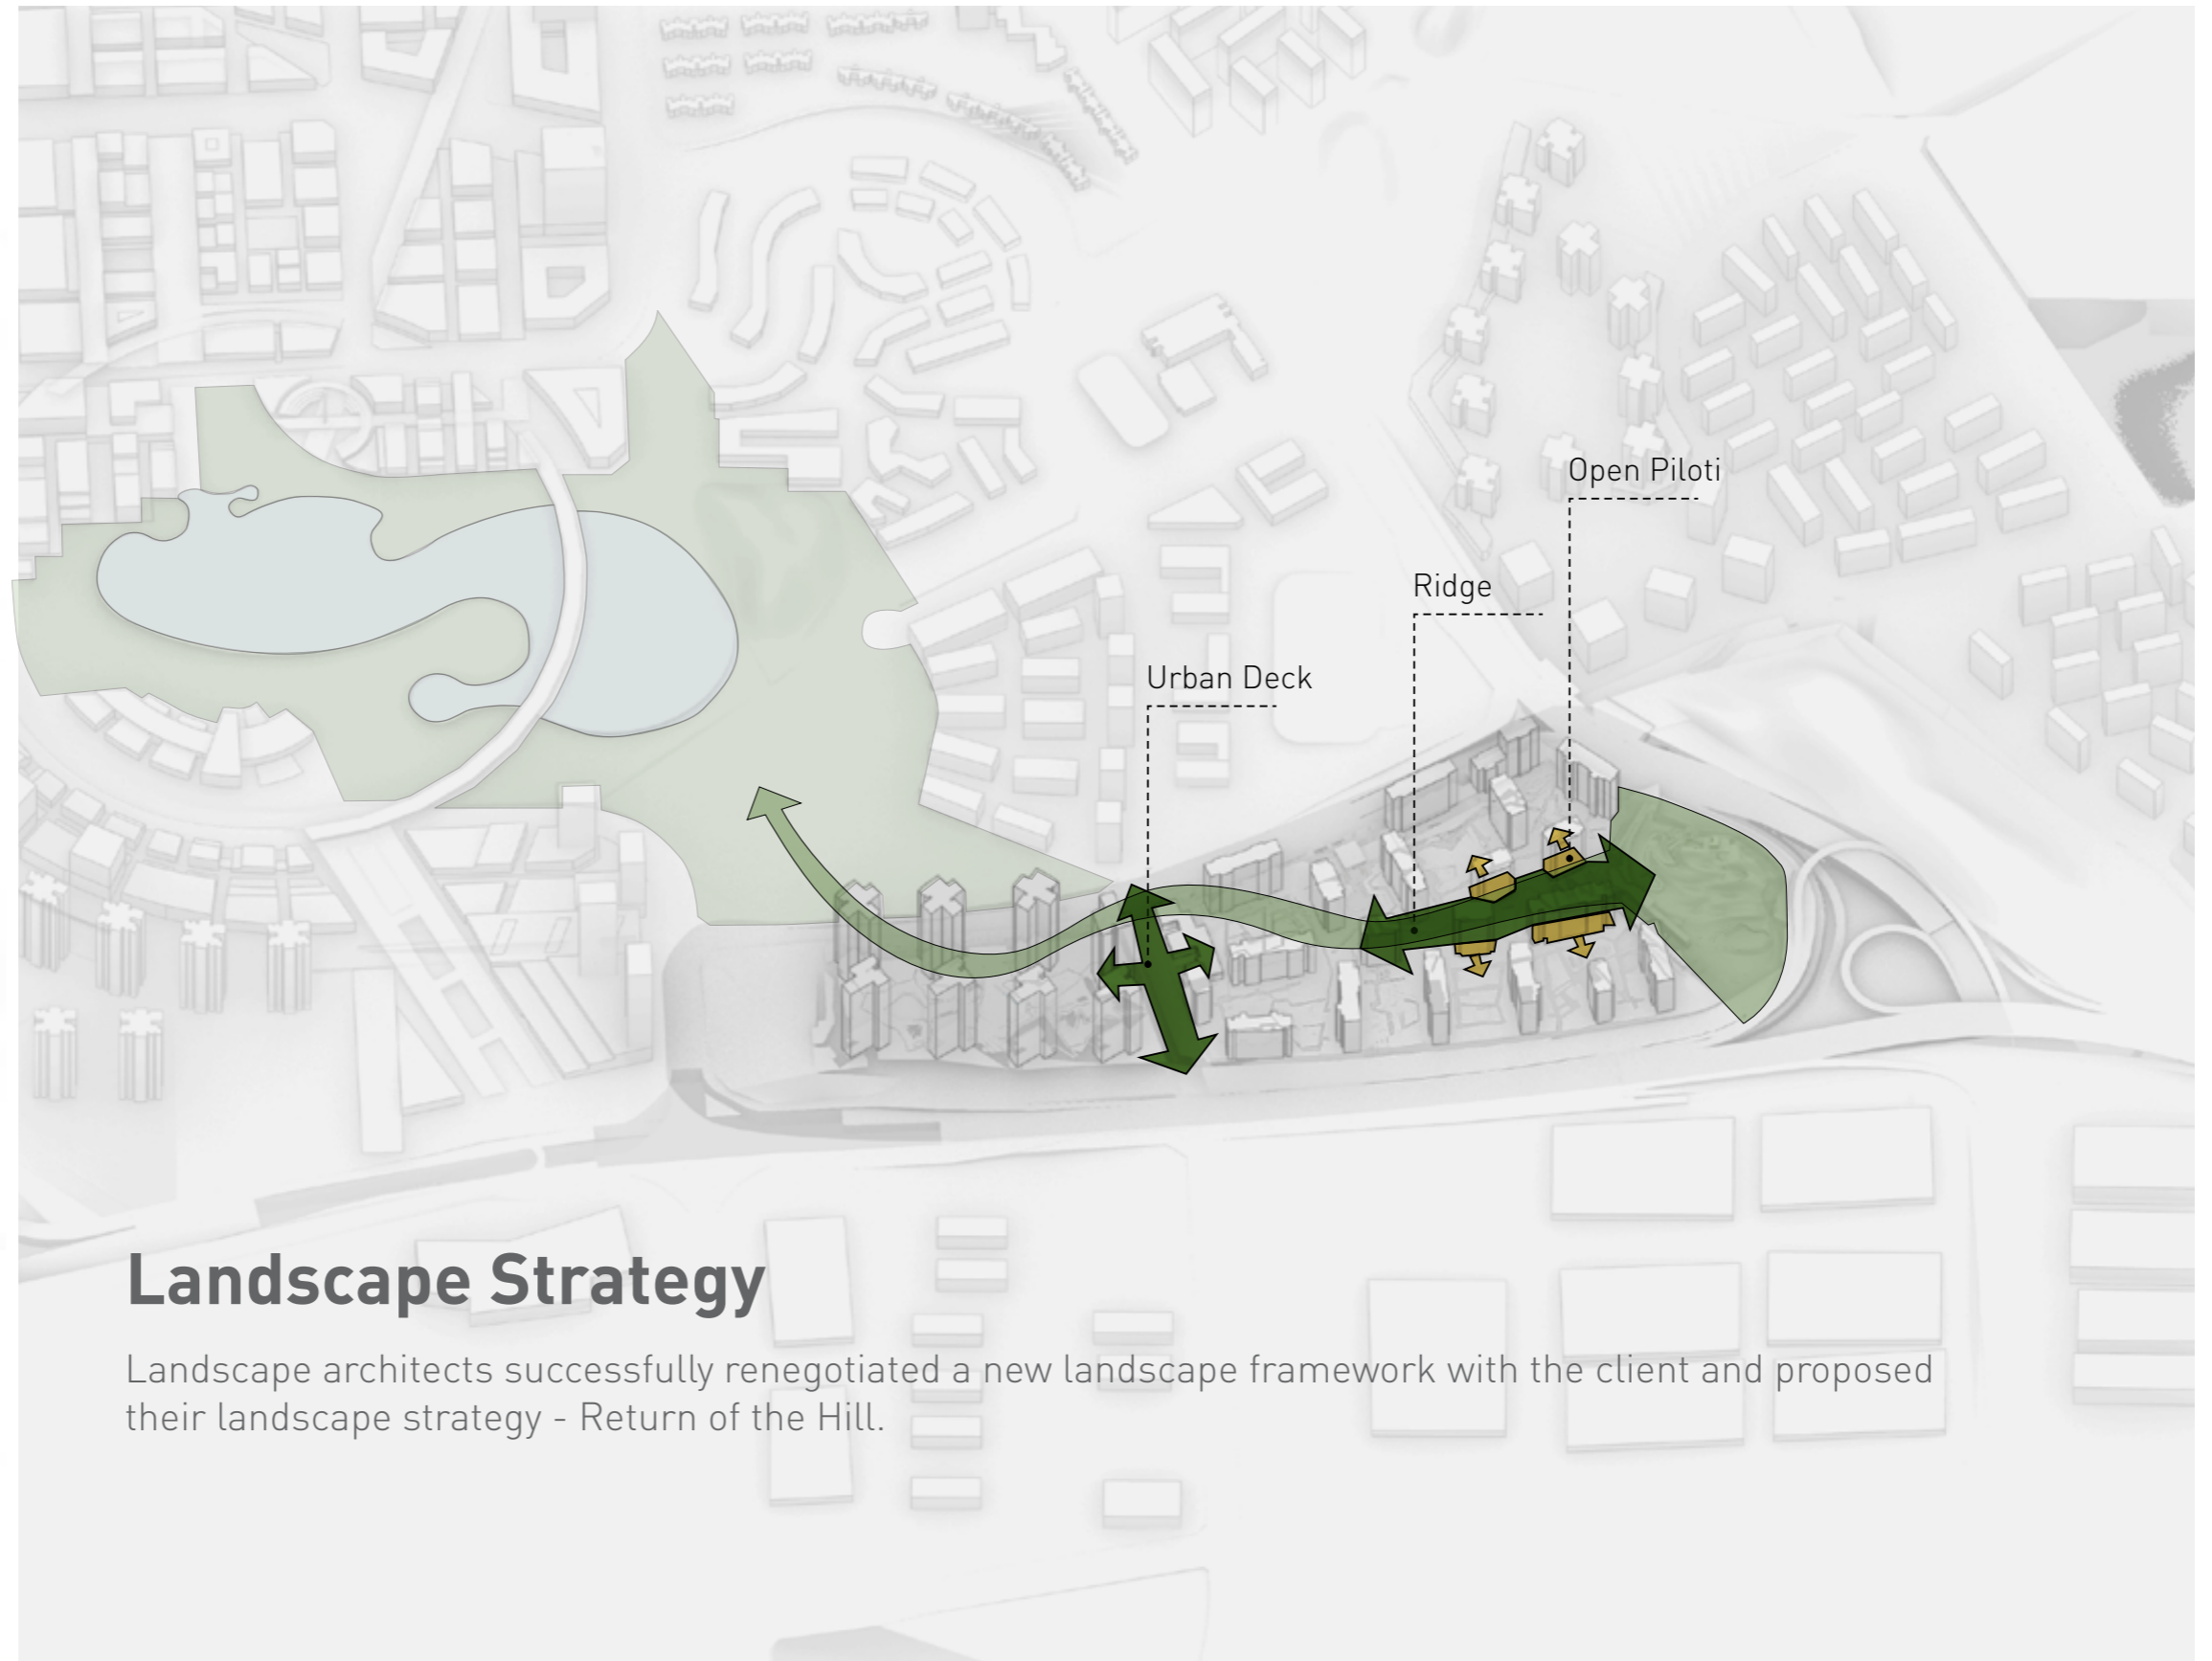 Open Piloti
Ridge
Urban Deck
Landscape Strategy
Landscape architects successfully renegotiated a new landscape framework with the client and proposed
their landscape strategy - Return of the Hill.